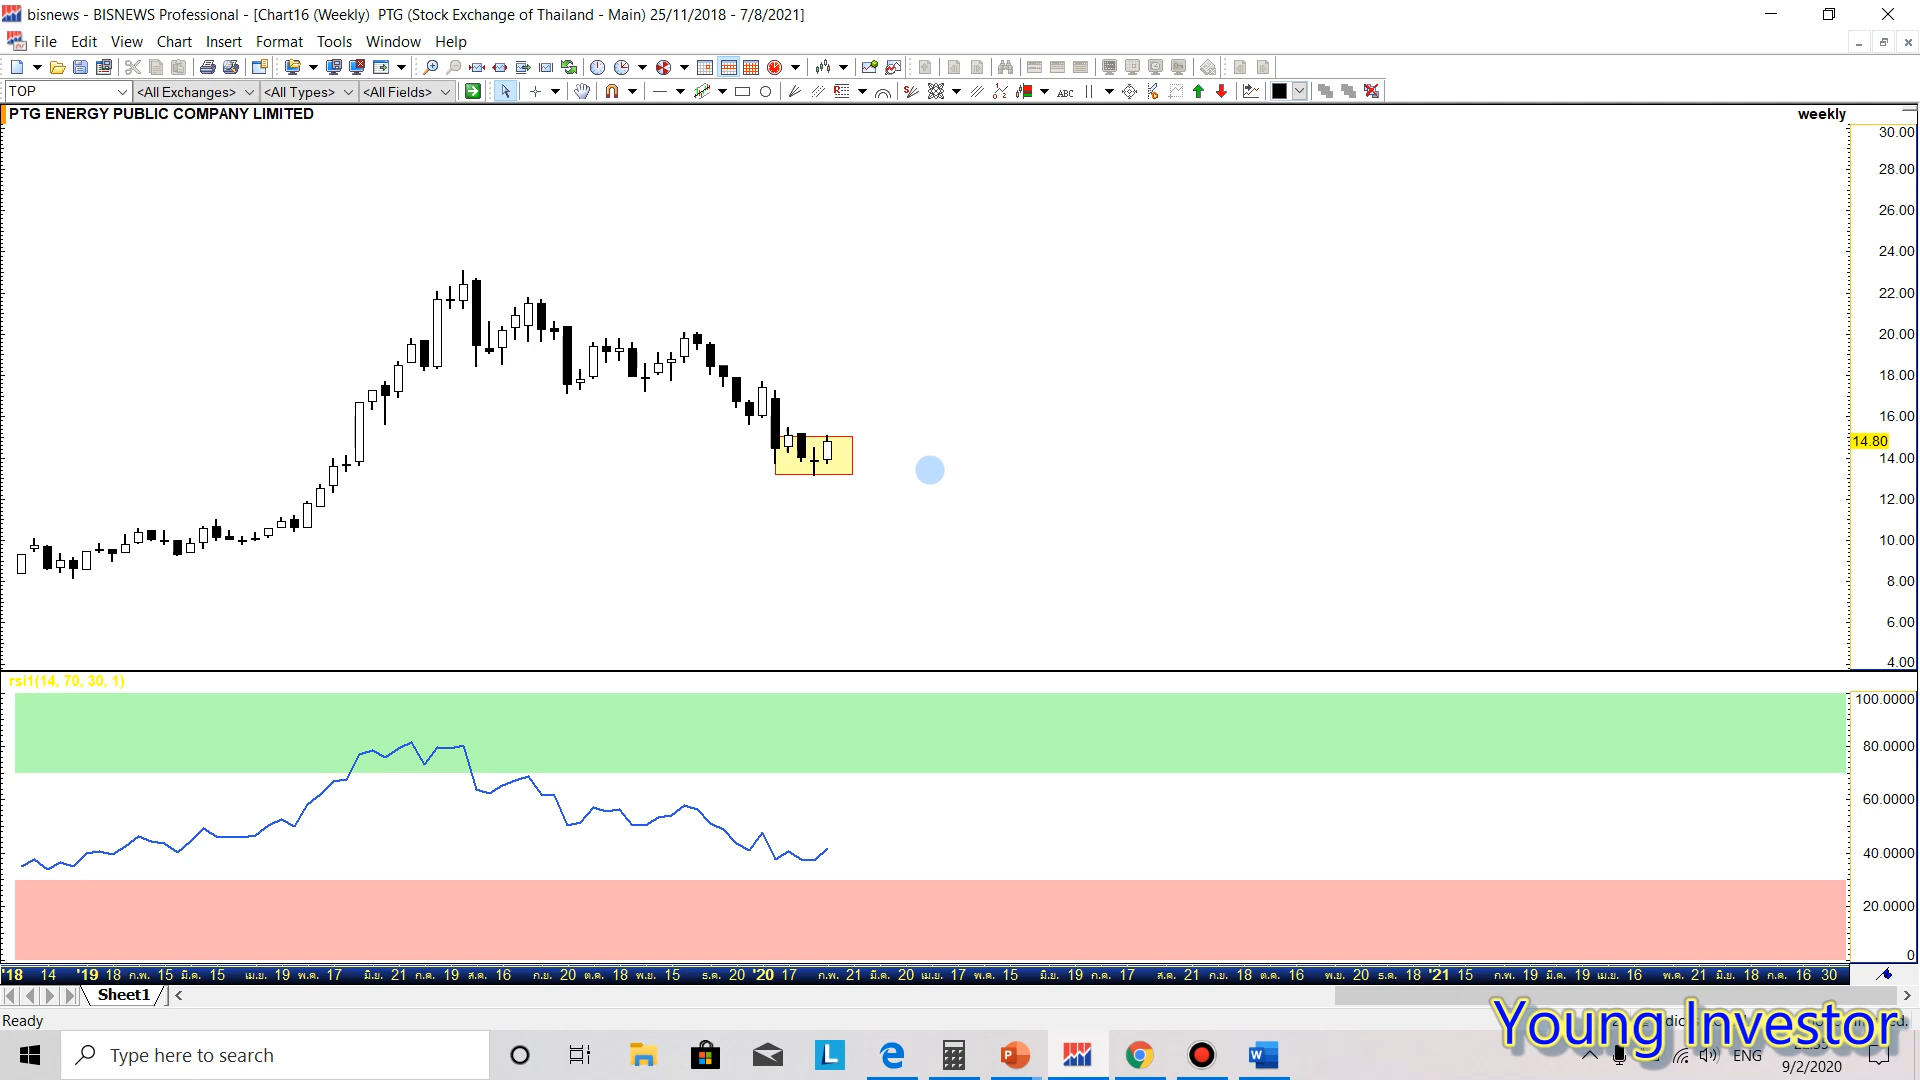 bisnews - BISNEWS Professional - [Chart16 (Weekly)  PTG (Stock Exchange of Thailand - Main) 25/11/2018 - 7/8/2021]
File Edit View Chart Insert Format Tools Window Help
TOP <All Exchanges> <All Types> <All Fields> ABC
PTG ENERGY PUBLIC COMPANY LIMITED weekly
30.00
28.00
26.00
24.00
22.00
20.00
18.00
16.00
14.80
14.00
12.00
10.00
8.00
6.00
4.00
rsi1(14, 70, 30, 1)
100.0000
80.0000
60.0000
40.0000
20.0000
0
'18 14 '19 18 ก.พ. 15 มี.ค. 15 เม.ย. 19 พ.ค. 17 มิ.ย. 21 ก.ค. 19 ส.ค. 16 ก.ย. 20 ต.ค. 18 พ.ย. 15 ธ.ค. 20 '20 17 ก.พ. 21 มี.ค. 20 เม.ย. 17 พ.ค. 15 มิ.ย. 19 ก.ค. 17 ส.ค. 21 ก.ย. 18 ต.ค. 16 พ.ย. 20 ธ.ค. 18 '21 15 ก.พ. 19 มี.ค. 19 เม.ย. 16 พ.ค. 21 มิ.ย. 18 ก.ค. 16 30
Sheet1
Ready
Young Investor
Type here to search
ENG
9/2/2020